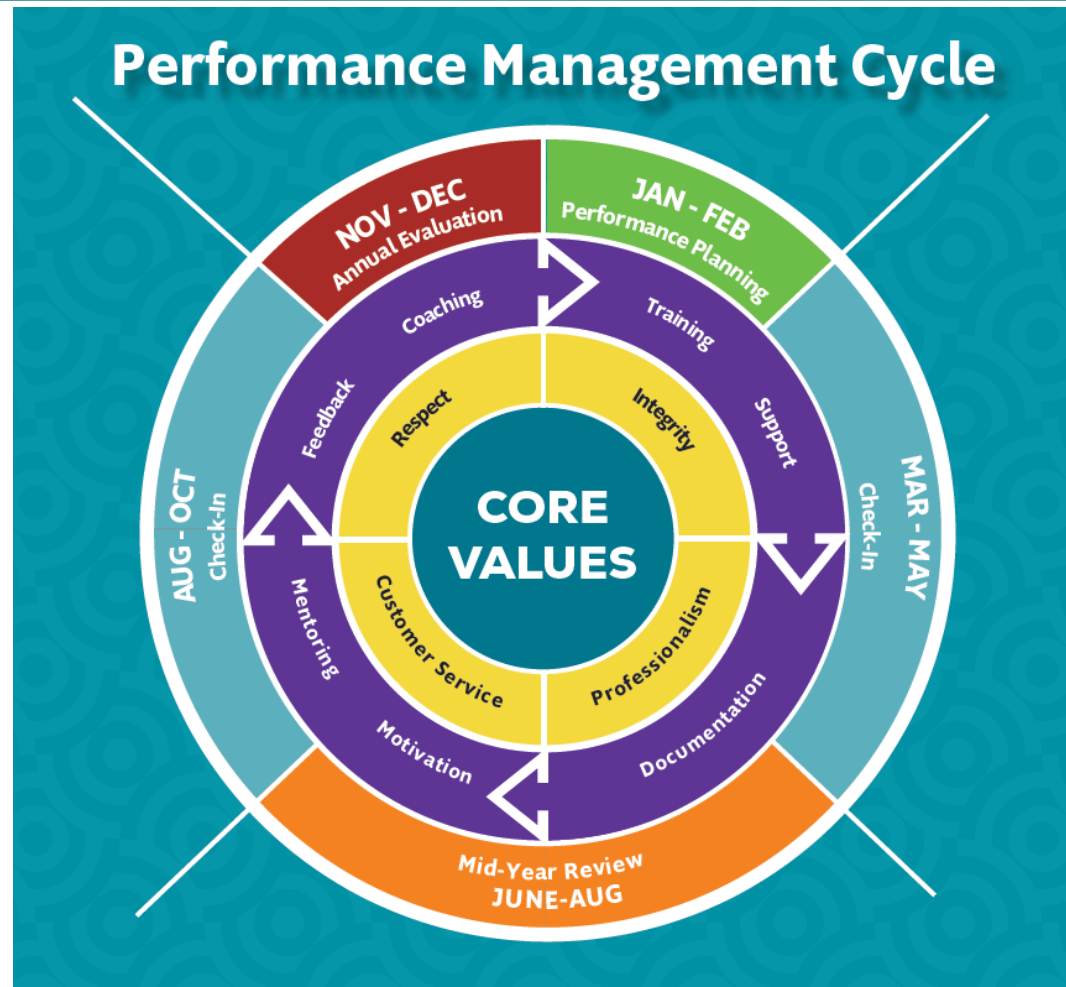 Performance Management Cycle
NOV - DEC
Annual Evaluation
JAN - FEB
Performance Planning
MAR - MAY
Check-In
Mid-Year Review
JUNE-AUG
AUG - OCT
Check-In
Coaching
Training
Support
Documentation
Motivation
Mentoring
Feedback
Respect
Integrity
Professionalism
Customer Service
CORE
VALUES